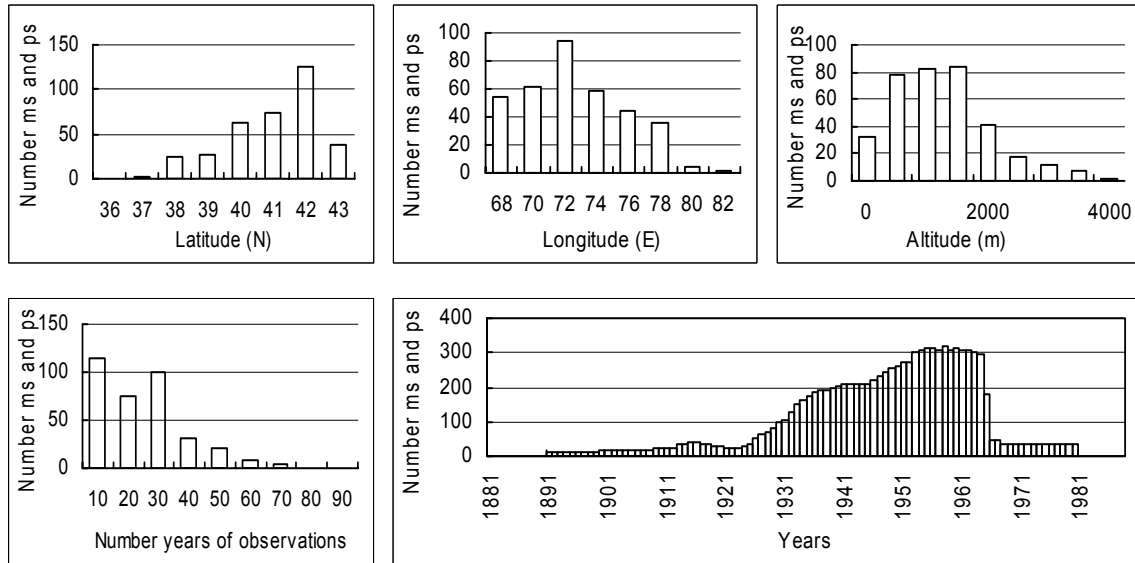 Number ms and ps
150
100
50
0
36 37 38 39 40 41 42 43
Latitude (N)
Number ms and ps
100
80
60
40
20
0
68 70 72 74 76 78 80 82
Longitude (E)
Number ms and ps
100
80
60
40
20
0
0 2000 4000
Altitude (m)
Number ms and ps
150
100
50
0
10 20 30 40 50 60 70 80 90
Number years of observations
Number ms and ps
400
300
200
100
0
1881 1891 1901 1911 1921 1931 1941 1951 1961 1971 1981
Years